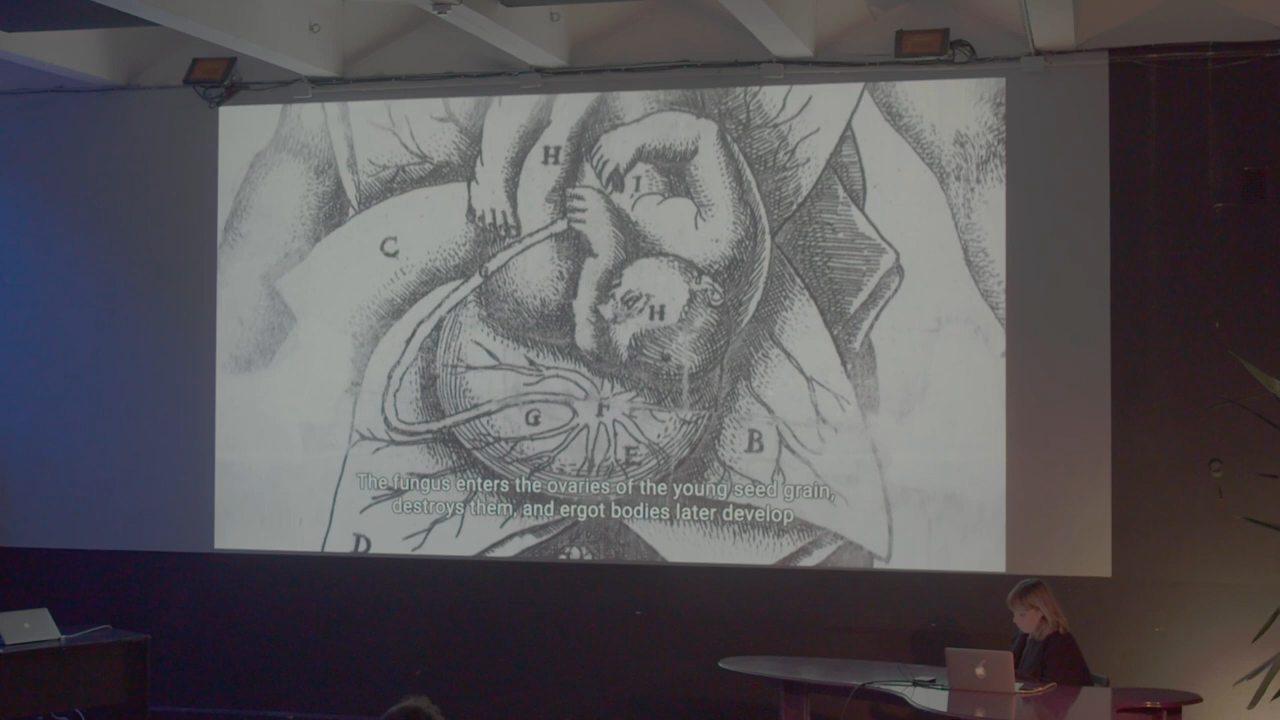 H
I
C
H
G
F
E
B
The fungus enters the ovaries of the young seed grain,
destroys them, and ergot bodies later develop
D